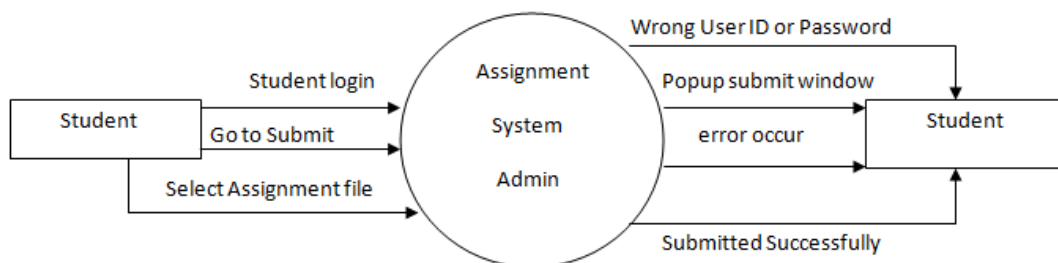 Wrong User ID or Password
Student login
Assignment
Popup submit window
Student
Go to Submit
System
error occur
Student
Select Assignment file
Admin
Submitted Successfully